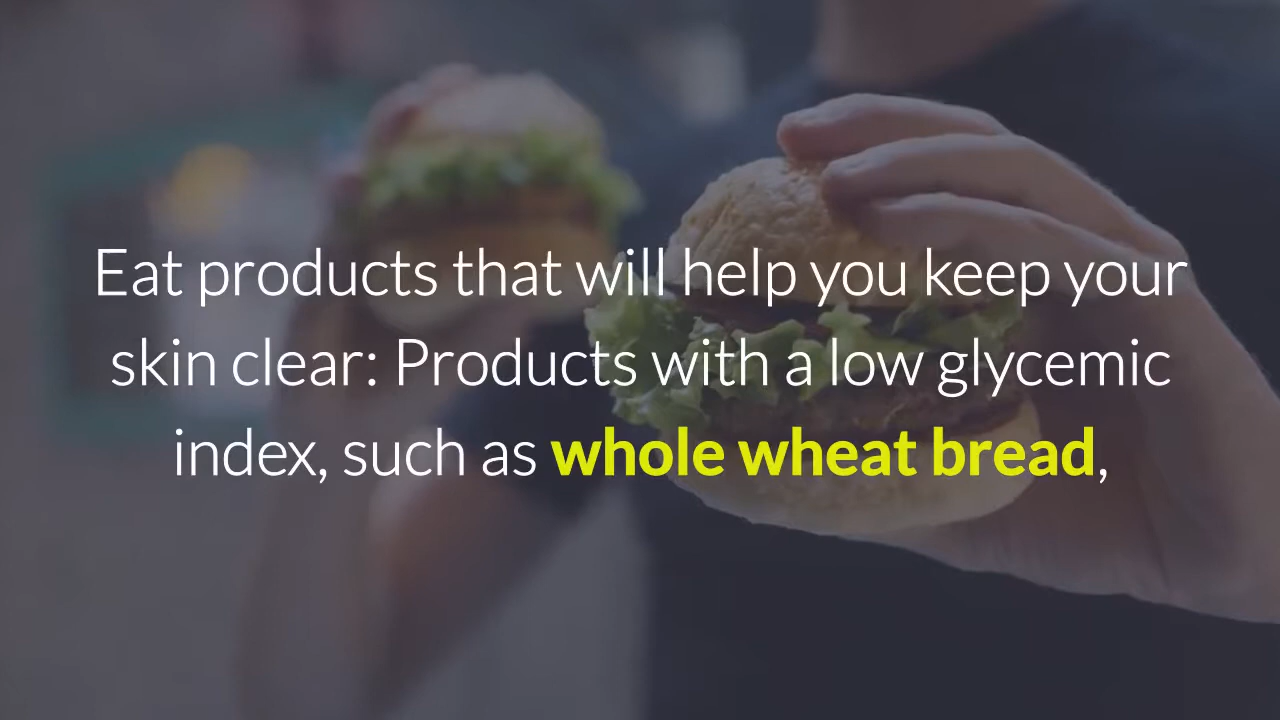 Eat products that will help you keep your
skin clear: Products with a low glycemic
index, such as whole wheat bread,